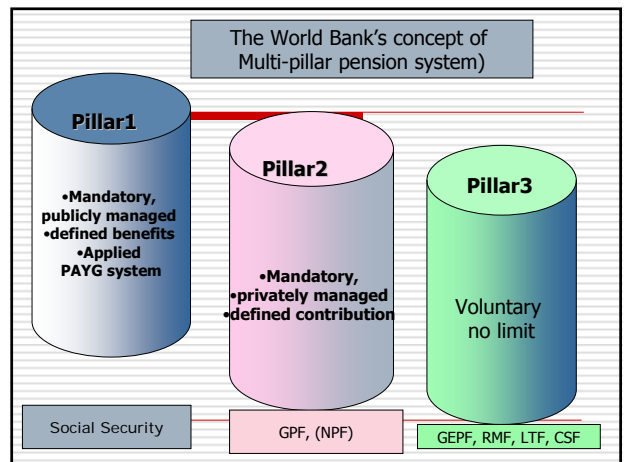 The World Bank's concept of
Multi-pillar pension system)
Pillar1
•Mandatory,
publicly managed
•defined benefits
•Applied
PAYG system
Pillar2
•Mandatory,
•privately managed
•defined contribution
Pillar3
Voluntary
no limit
Social Security
GPF, (NPF)
GEPF, RMF, LTF, CSF